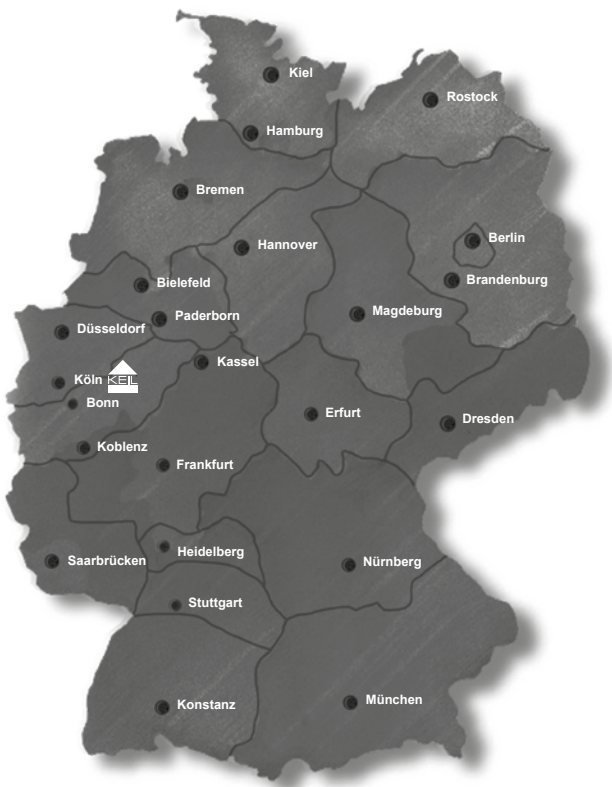 Kiel
Rostock
Hamburg
Bremen
Hannover
Berlin
Bielefeld
Brandenburg
Paderborn
Magdeburg
Düsseldorf
Kassel
Köln KEIL
Bonn
Erfurt
Dresden
Koblenz
Frankfurt
Heidelberg
Saarbrücken
Nürnberg
Stuttgart
Konstanz
München